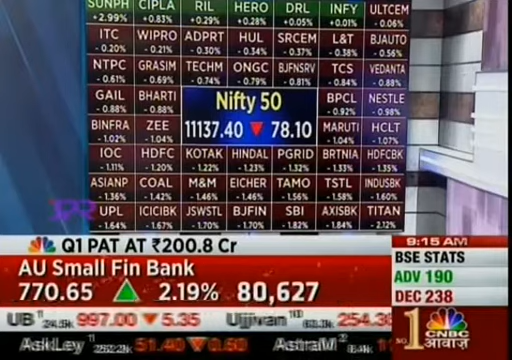 SUNPH CIPLA RIL HERO DRL INFY ULTCEM
+2.99% +0.83% +0.29% +0.28% +0.05% +0.01% -0.06%
ITC WIPRO ADPRT HUL SRCEM L&T BJAUTO
-0.20% -0.21% -0.30% -0.34% -0.37% -0.38% -0.56%
NTPC GRASIM TECHM ONGC BJFNSRV TCS VEDANTA
-0.61% -0.69% -0.74% -0.79% -0.81% -0.84% -0.88%
GAIL BHARTI Nifty 50 BPCL NESTLE
-0.88% -0.88% -0.92% -0.98%
BINFRA ZEE 11137.40 ▼ 78.10 MARUTI HCLT
-1.02% -1.04% -1.04% -1.07%
IOC HDFC KOTAK HINDAL PGRID BRTNIA HDFCBK
-1.11% -1.20% -1.22% -1.23% -1.32% -1.33% -1.35%
ASIANP COAL M&M EICHER TAMO TSTL INDUSBK
-1.36% -1.42% -1.46% -1.46% -1.56% -1.58% -1.60%
UPL ICICIBK JSWSTL BJFIN SBI AXISBK TITAN
-1.64% -1.67% -1.70% -1.70% -1.82% -1.84% -2.12%
Q1 PAT AT ₹200.8 Cr
9:15 AM
AU Small Fin Bank
BSE STATS
770.65 ▲ 2.19% 80,627
ADV 190
DEC 238
UB 997.00 ▼ 5.35 Ujjivan
AshLey 51.40 ▼ 0.60 AstraM
NO. 1 CNBC
आवाज़